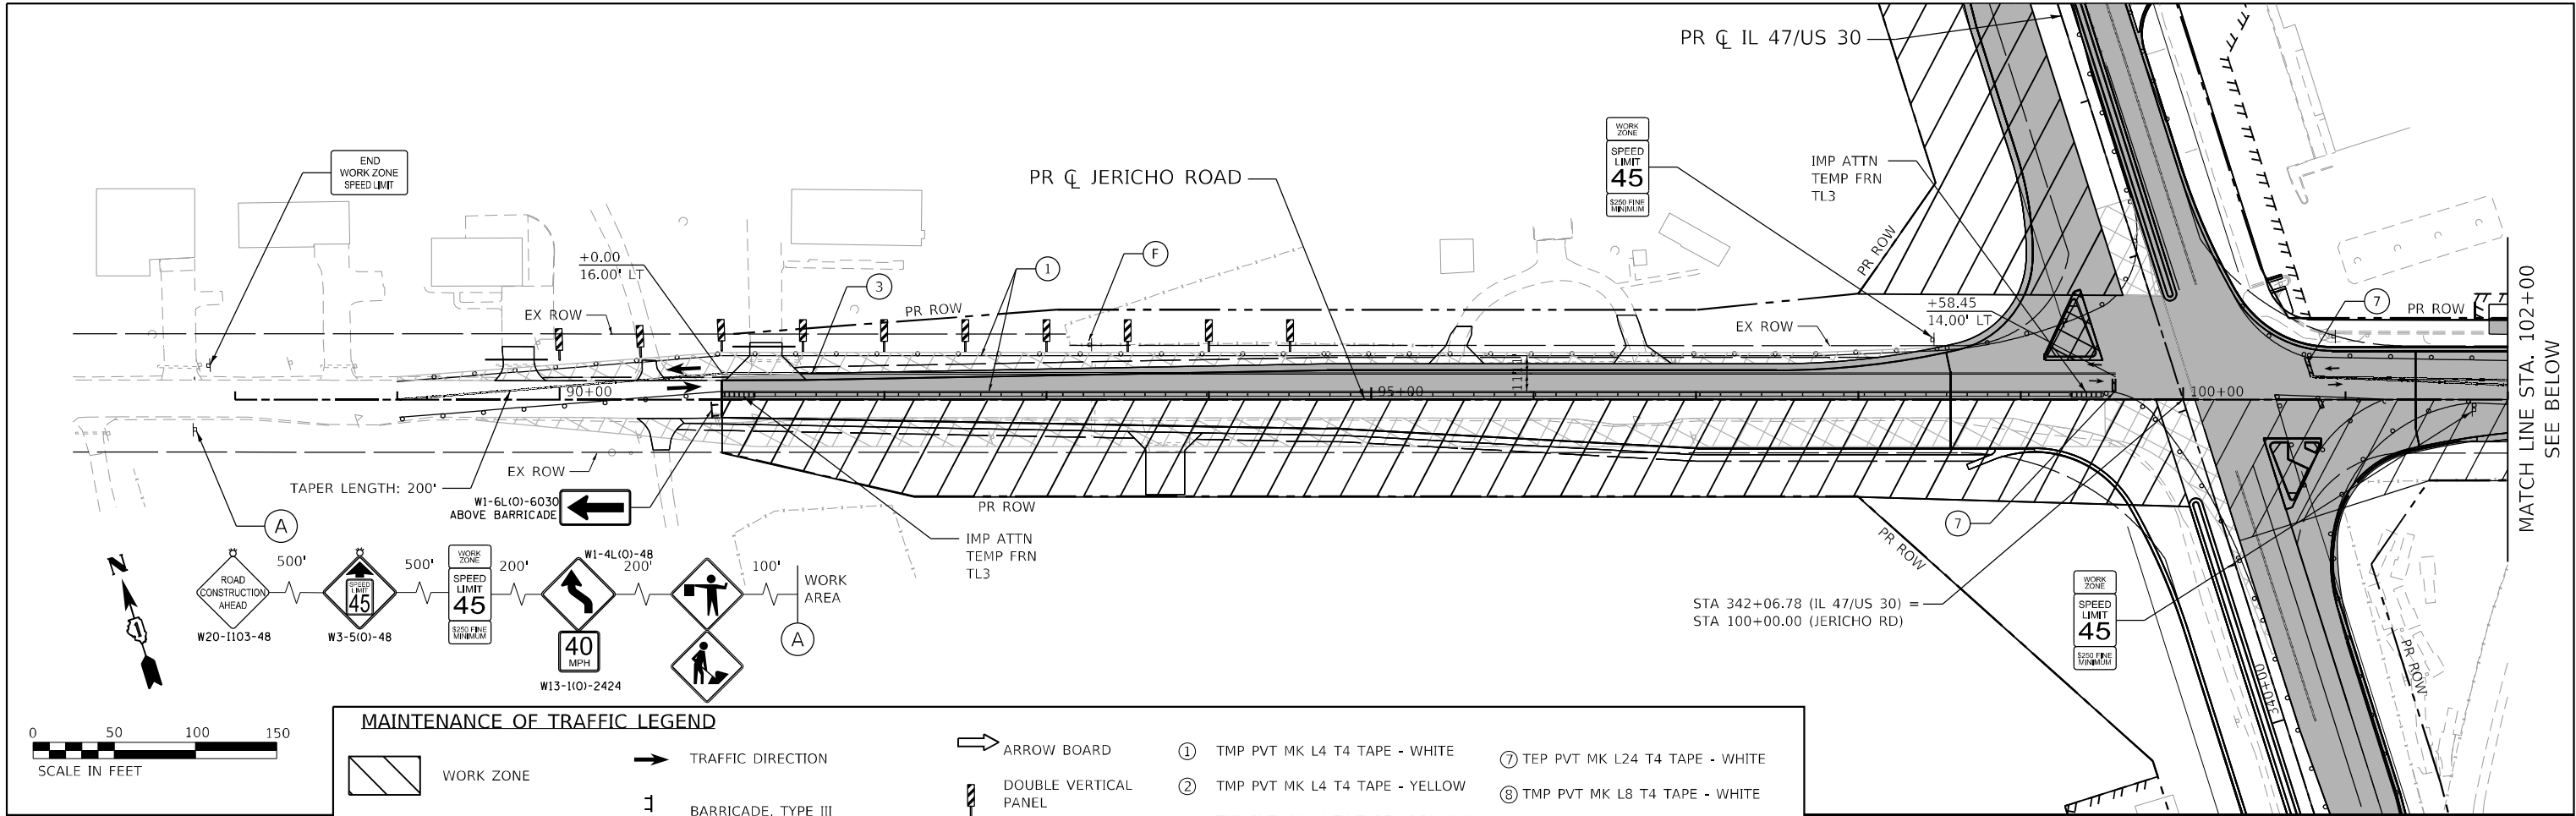 PR ℄ IL 47/US 30
END
WORK ZONE
SPEED LIMIT
WORK
ZONE
SPEED
LIMIT
45
$250 FINE
MINIMUM
IMP ATTN
TEMP FRN
TL3
PR ℄ JERICHO ROAD
+0.00
16.00' LT
3
1
F
EX ROW
PR ROW
PR ROW
EX ROW
+58.45
14.00' LT
7
PR ROW
MATCH LINE STA. 102+00
SEE BELOW
90+00
95+00
11'
11'
100+00
TAPER LENGTH: 200'
EX ROW
W1-6L(O)-6030
ABOVE BARRICADE
PR ROW
IMP ATTN
TEMP FRN
TL3
A
7
PR ROW
STA 342+06.78 (IL 47/US 30) =
STA 100+00.00 (JERICHO RD)
WORK
ZONE
SPEED
LIMIT
45
$250 FINE
MINIMUM
340+00
PR ROW
N
ROAD
CONSTRUCTION
AHEAD
W20-I103-48
500'
SPEED
LIMIT
45
W3-5(O)-48
500'
WORK
ZONE
SPEED
LIMIT
45
$250 FINE
MINIMUM
200'
W1-4L(O)-48
40
MPH
W13-1(O)-2424
200'
100'
WORK
AREA
A
0 50 100 150
SCALE IN FEET
MAINTENANCE OF TRAFFIC LEGEND
WORK ZONE
TRAFFIC DIRECTION
BARRICADE, TYPE III
ARROW BOARD
DOUBLE VERTICAL
PANEL
1 TMP PVT MK L4 T4 TAPE - WHITE
2 TMP PVT MK L4 T4 TAPE - YELLOW
7 TEP PVT MK L24 T4 TAPE - WHITE
8 TMP PVT MK L8 T4 TAPE - WHITE